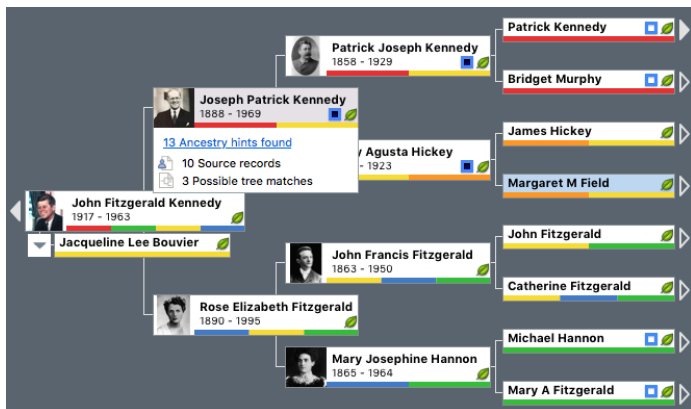 Patrick Kennedy
Patrick Joseph Kennedy
1858 - 1929
Bridget Murphy
Joseph Patrick Kennedy
1888 - 1969
13 Ancestry hints found
10 Source records
3 Possible tree matches
James Hickey
Agusta Hickey
- 1923
Margaret M Field
John Fitzgerald Kennedy
1917 - 1963
Jacqueline Lee Bouvier
John Fitzgerald
John Francis Fitzgerald
1863 - 1950
Catherine Fitzgerald
Rose Elizabeth Fitzgerald
1890 - 1995
Michael Hannon
Mary Josephine Hannon
1865 - 1964
Mary A Fitzgerald